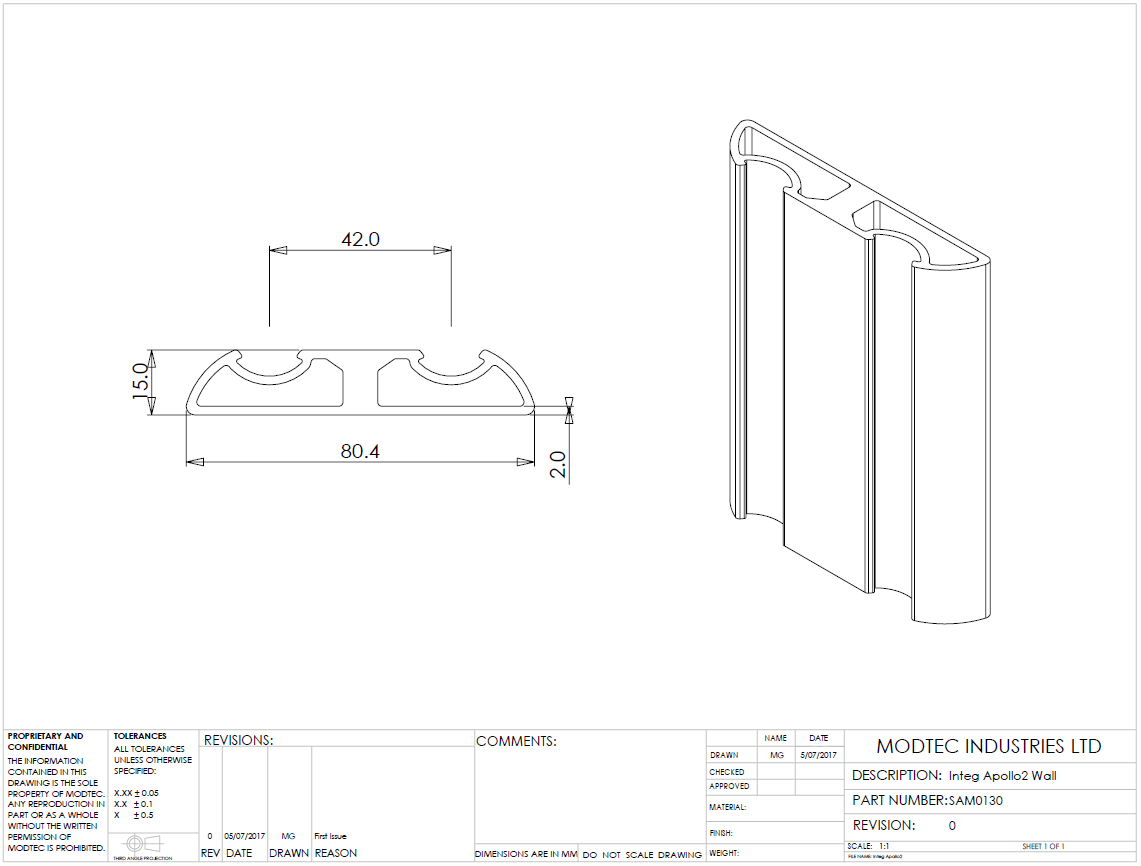 42.0
15.0
80.4
2.0
PROPRIETARY AND
CONFIDENTIAL
THE INFORMATION
CONTAINED IN THIS
DRAWING IS THE SOLE
PROPERTY OF MODTEC.
ANY REPRODUCTION IN
PART OR AS A WHOLE
WITHOUT THE WRITTEN
PERMISSION OF
MODTEC IS PROHIBITED.
TOLERANCES
ALL TOLERANCES
UNLESS OTHERWISE
SPECIFIED:
X.XX ± 0.05
X.X ± 0.1
X ± 0.5
THIRD ANGLE PROJECTION
REVISIONS:
0 05/07/2017 MG First Issue
REV DATE DRAWN REASON
COMMENTS:
DIMENSIONS ARE IN MM DO NOT SCALE DRAWING
NAME DATE
DRAWN MG 5/07/2017
CHECKED
APPROVED
MATERIAL:
FINISH:
WEIGHT:
MODTEC INDUSTRIES LTD
DESCRIPTION: Integ Apollo2 Wall
PART NUMBER: SAM0130
REVISION: 0
SCALE: 1:1 SHEET 1 OF 1
FILE NAME: Integ Apollo2